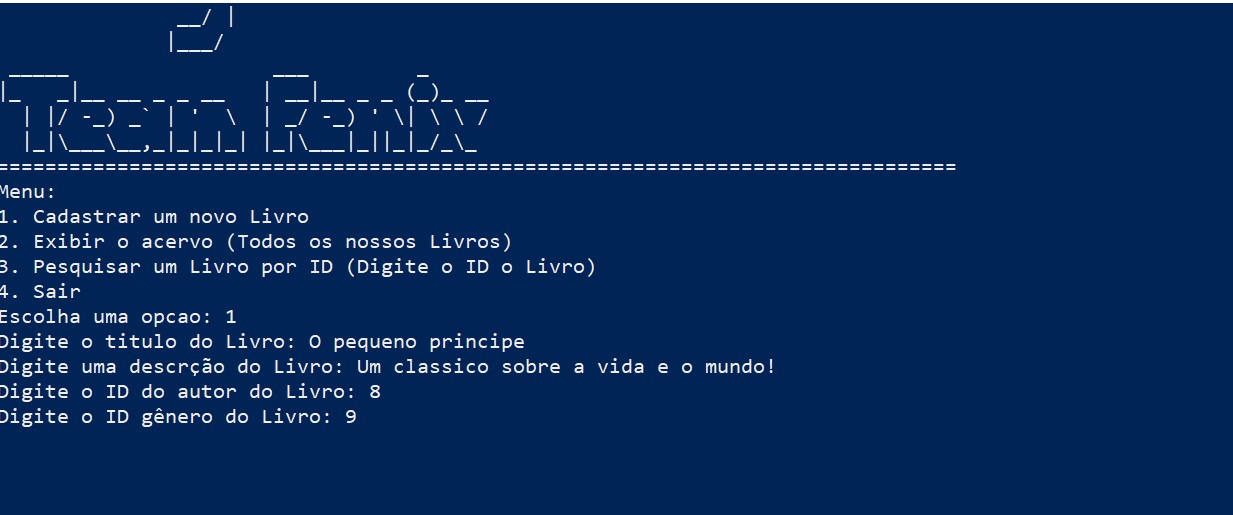 Team Fenix
================================================================================
Menu:
1. Cadastrar um novo Livro
2. Exibir o acervo (Todos os nossos Livros)
3. Pesquisar um Livro por ID (Digite o ID o Livro)
4. Sair
Escolha uma opcao: 1
Digite o titulo do Livro: O pequeno principe
Digite uma descrção do Livro: Um classico sobre a vida e o mundo!
Digite o ID do autor do Livro: 8
Digite o ID gênero do Livro: 9